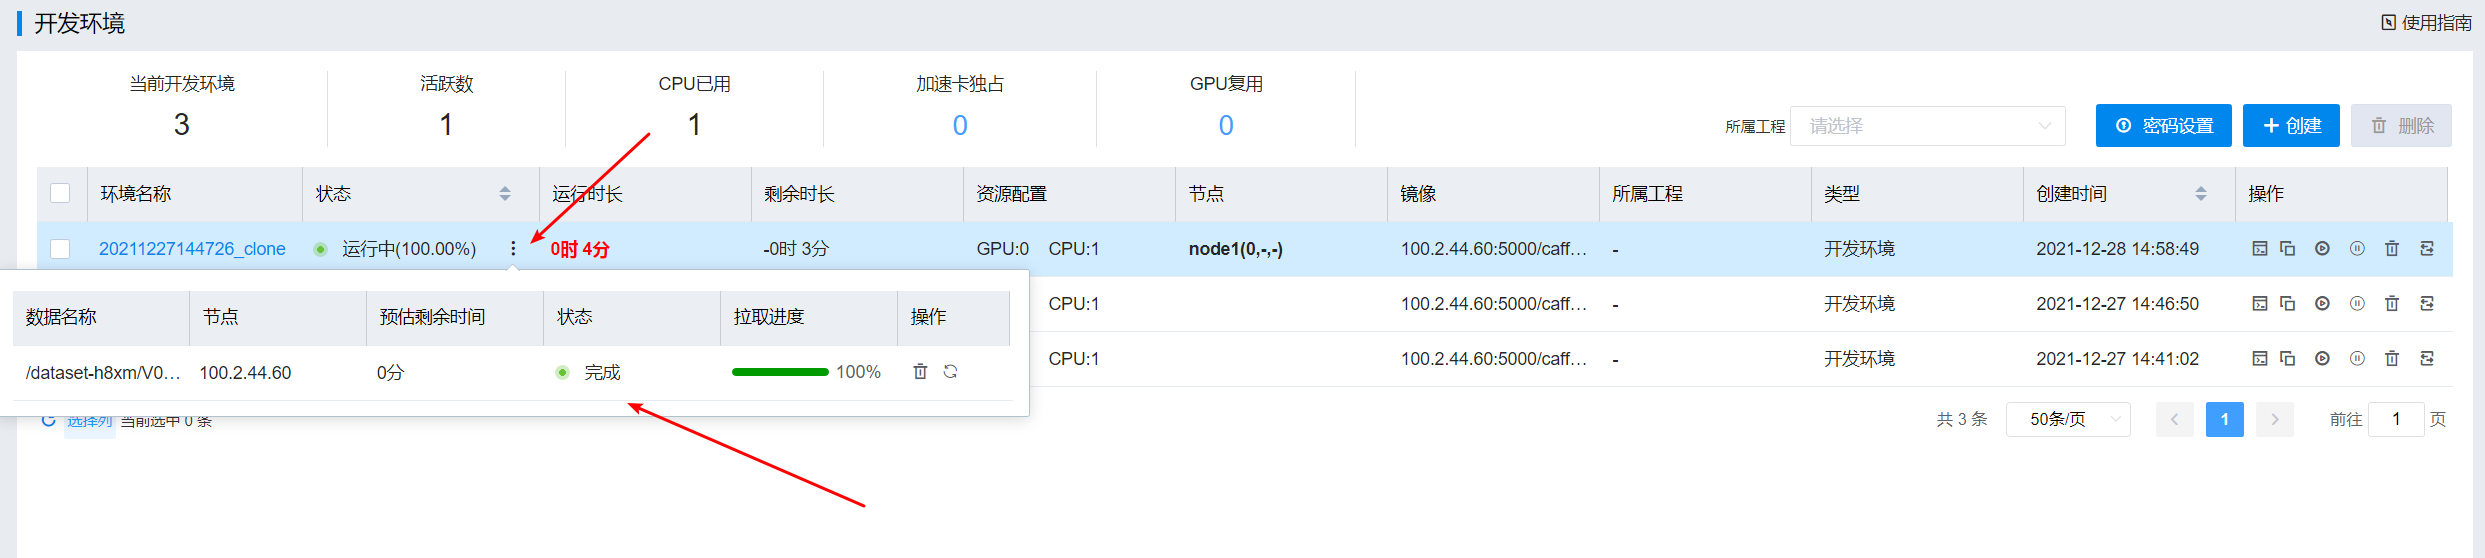 开发环境
使用指南
当前开发环境 活跃数 CPU已用 加速卡独占 GPU复用
3 1 1 0 0
所属工程 请选择 密码设置 创建 删除
环境名称 状态 运行时长 剩余时长 资源配置 节点 镜像 所属工程 类型 创建时间 操作
20211227144726_clone 运行中(100.00%) 0时 4分 -0时 3分 GPU:0 CPU:1 node1(0,-,-) 100.2.44.60:5000/caff... - 开发环境 2021-12-28 14:58:49
CPU:1 100.2.44.60:5000/caff... - 开发环境 2021-12-27 14:46:50
CPU:1 100.2.44.60:5000/caff... - 开发环境 2021-12-27 14:41:02
数据名称 节点 预估剩余时间 状态 拉取进度 操作
/dataset-h8xm/V0... 100.2.44.60 0分 完成 100%
选择列 当前选中 0 条
共 3 条 50条/页 1 前往 1 页